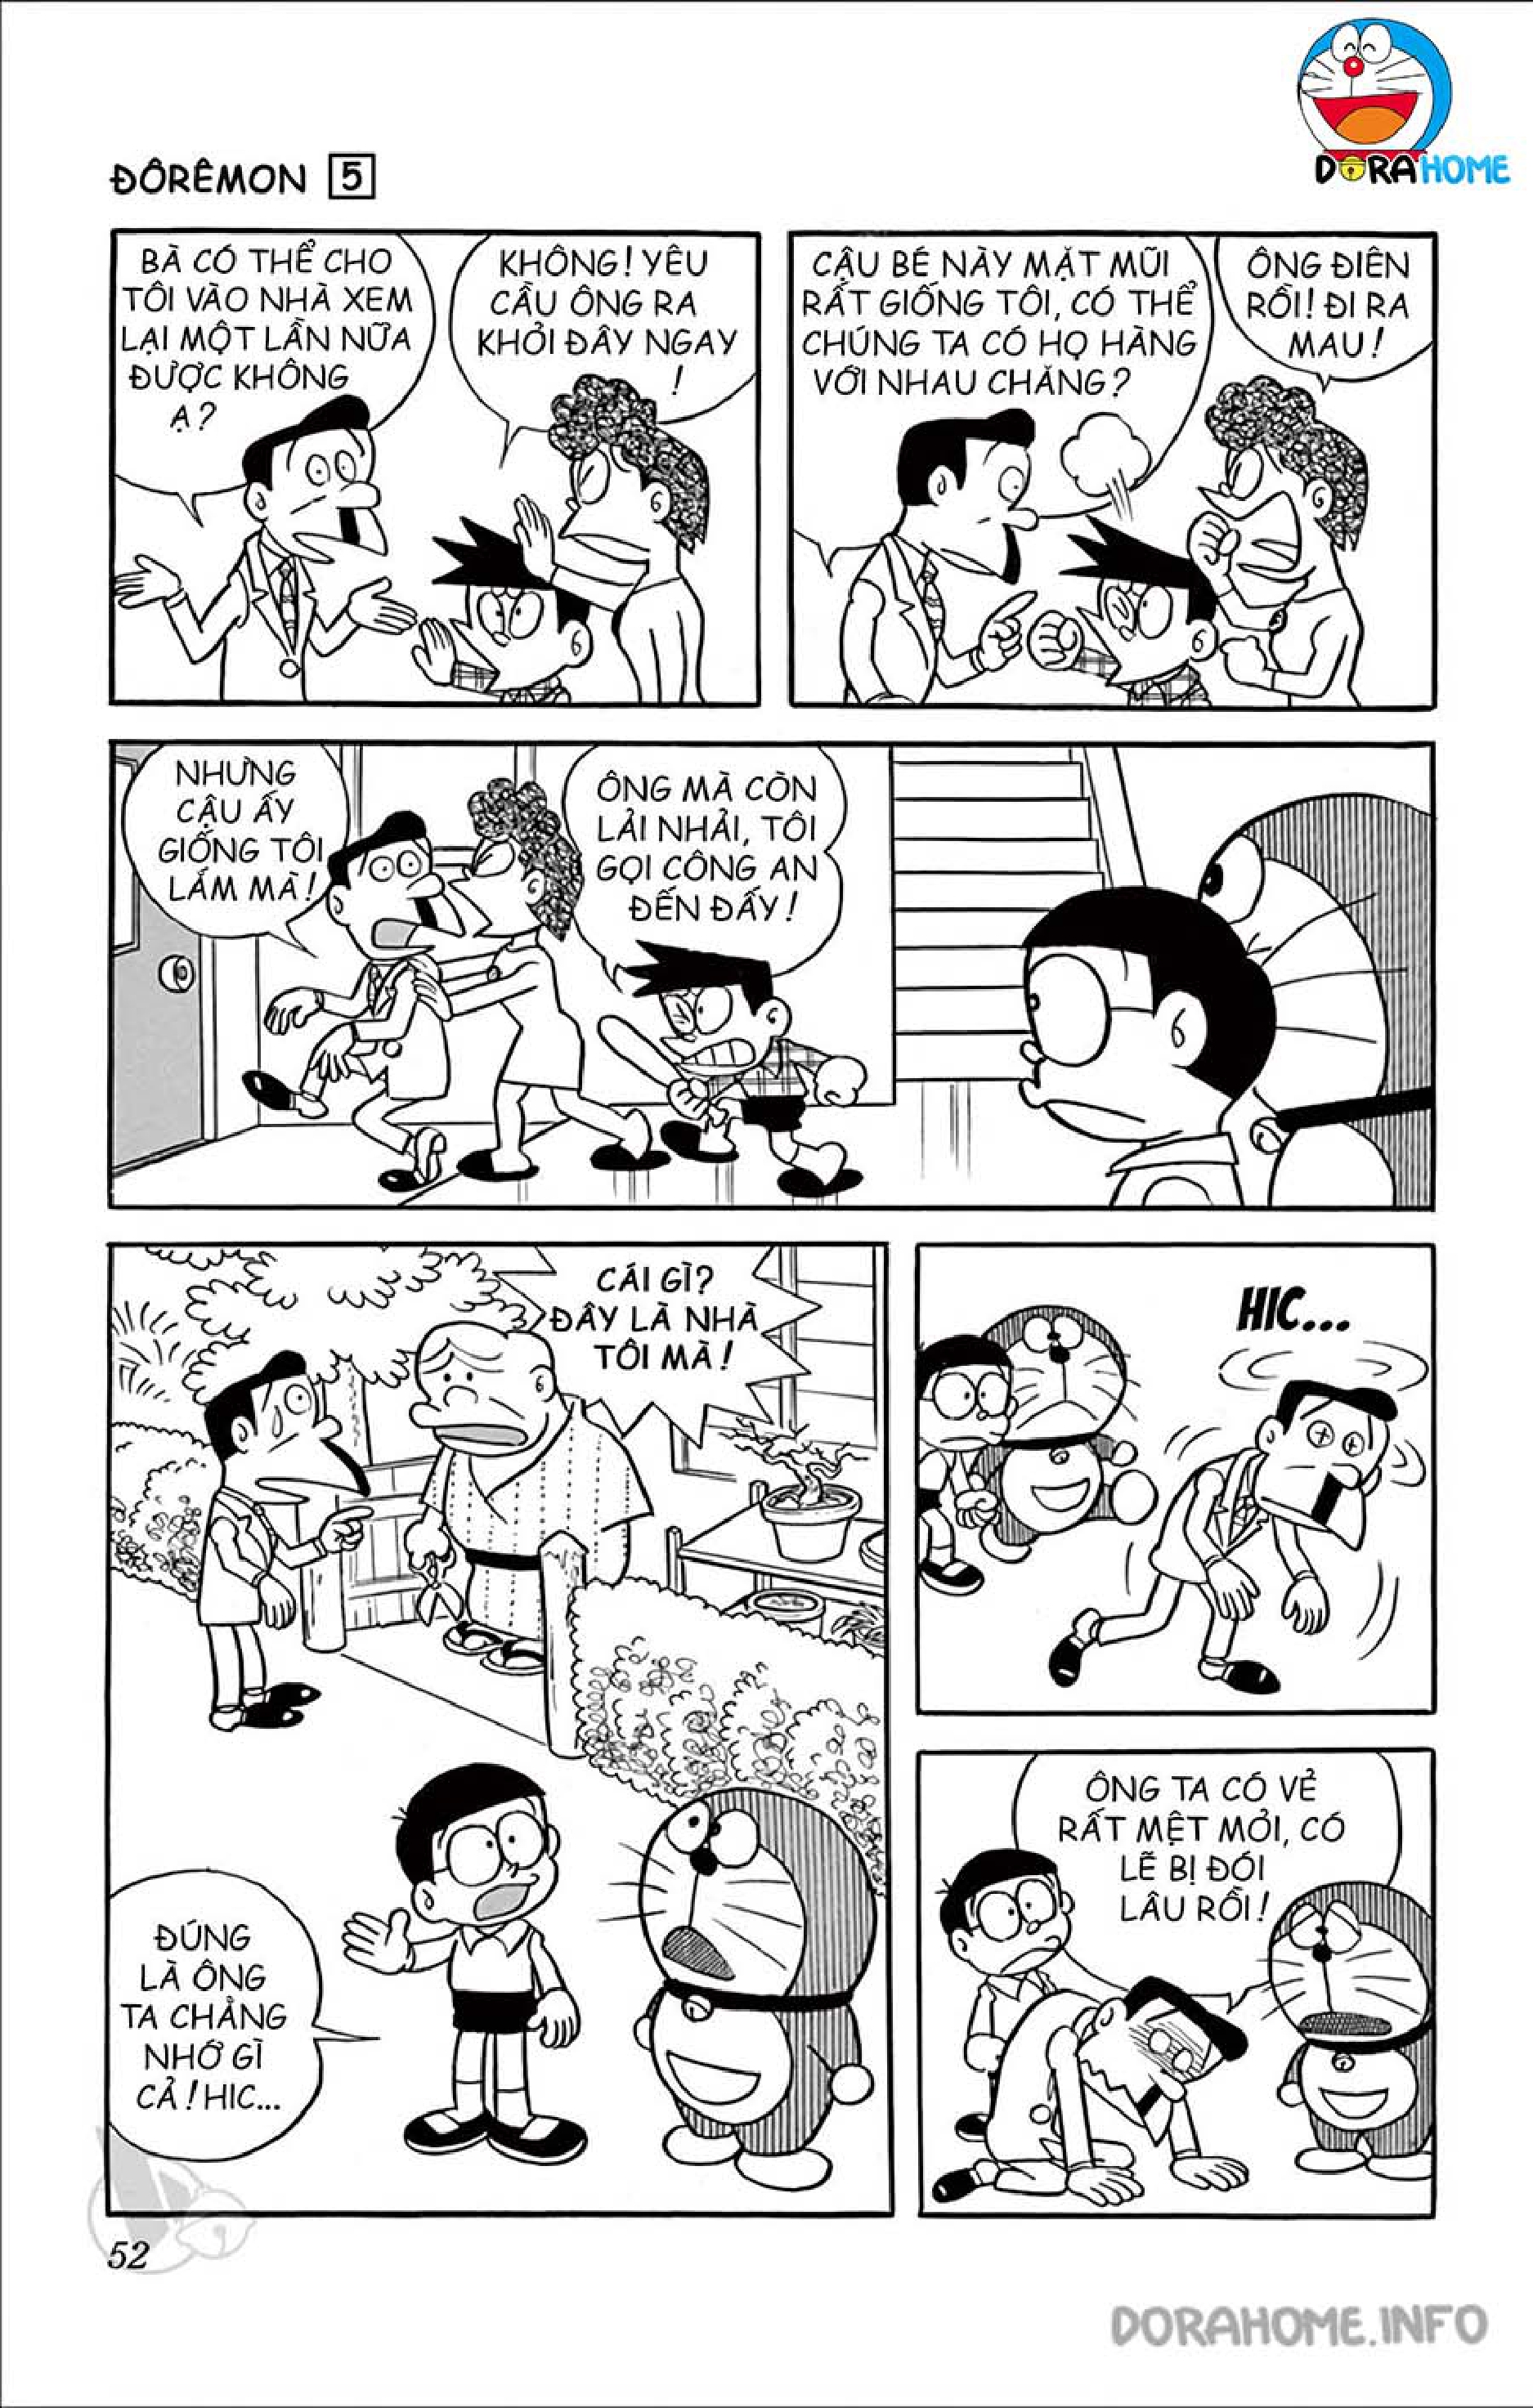 DORAHOME
ĐÔRÊMON 5
BÀ CÓ THỂ CHO
TÔI VÀO NHÀ XEM
LẠI MỘT LẦN NỮA
ĐƯỢC KHÔNG
Ạ?
KHÔNG! YÊU
CẦU ÔNG RA
KHỎI ĐÂY NGAY
!
CẬU BÉ NÀY MẶT MŨI
RẤT GIỐNG TÔI, CÓ THỂ
CHÚNG TA CÓ HỌ HÀNG
VỚI NHAU CHĂNG?
ÔNG ĐIÊN
RỒI! ĐI RA
MAU!
NHƯNG
CẬU ẤY
GIỐNG TÔI
LẮM MÀ!
ÔNG MÀ CÒN
LẢI NHẢI, TÔI
GỌI CÔNG AN
ĐẾN ĐẤY!
CÁI GÌ?
ĐÂY LÀ NHÀ
TÔI MÀ!
ĐÚNG
LÀ ÔNG
TA CHẲNG
NHỚ GÌ
CẢ! HIC...
HIC...
ÔNG TA CÓ VẺ
RẤT MỆT MỎI, CÓ
LẼ BỊ ĐÓI
LÂU RỒI!
52
DORAHOME.INFO